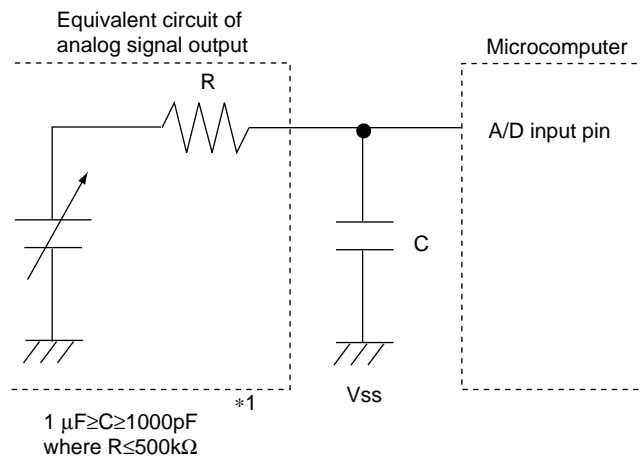 Equivalent circuit of
analog signal output
Microcomputer
R
A/D input pin
C
Vss
*1
1 μF≥C≥1000pF
where R≤500kΩ